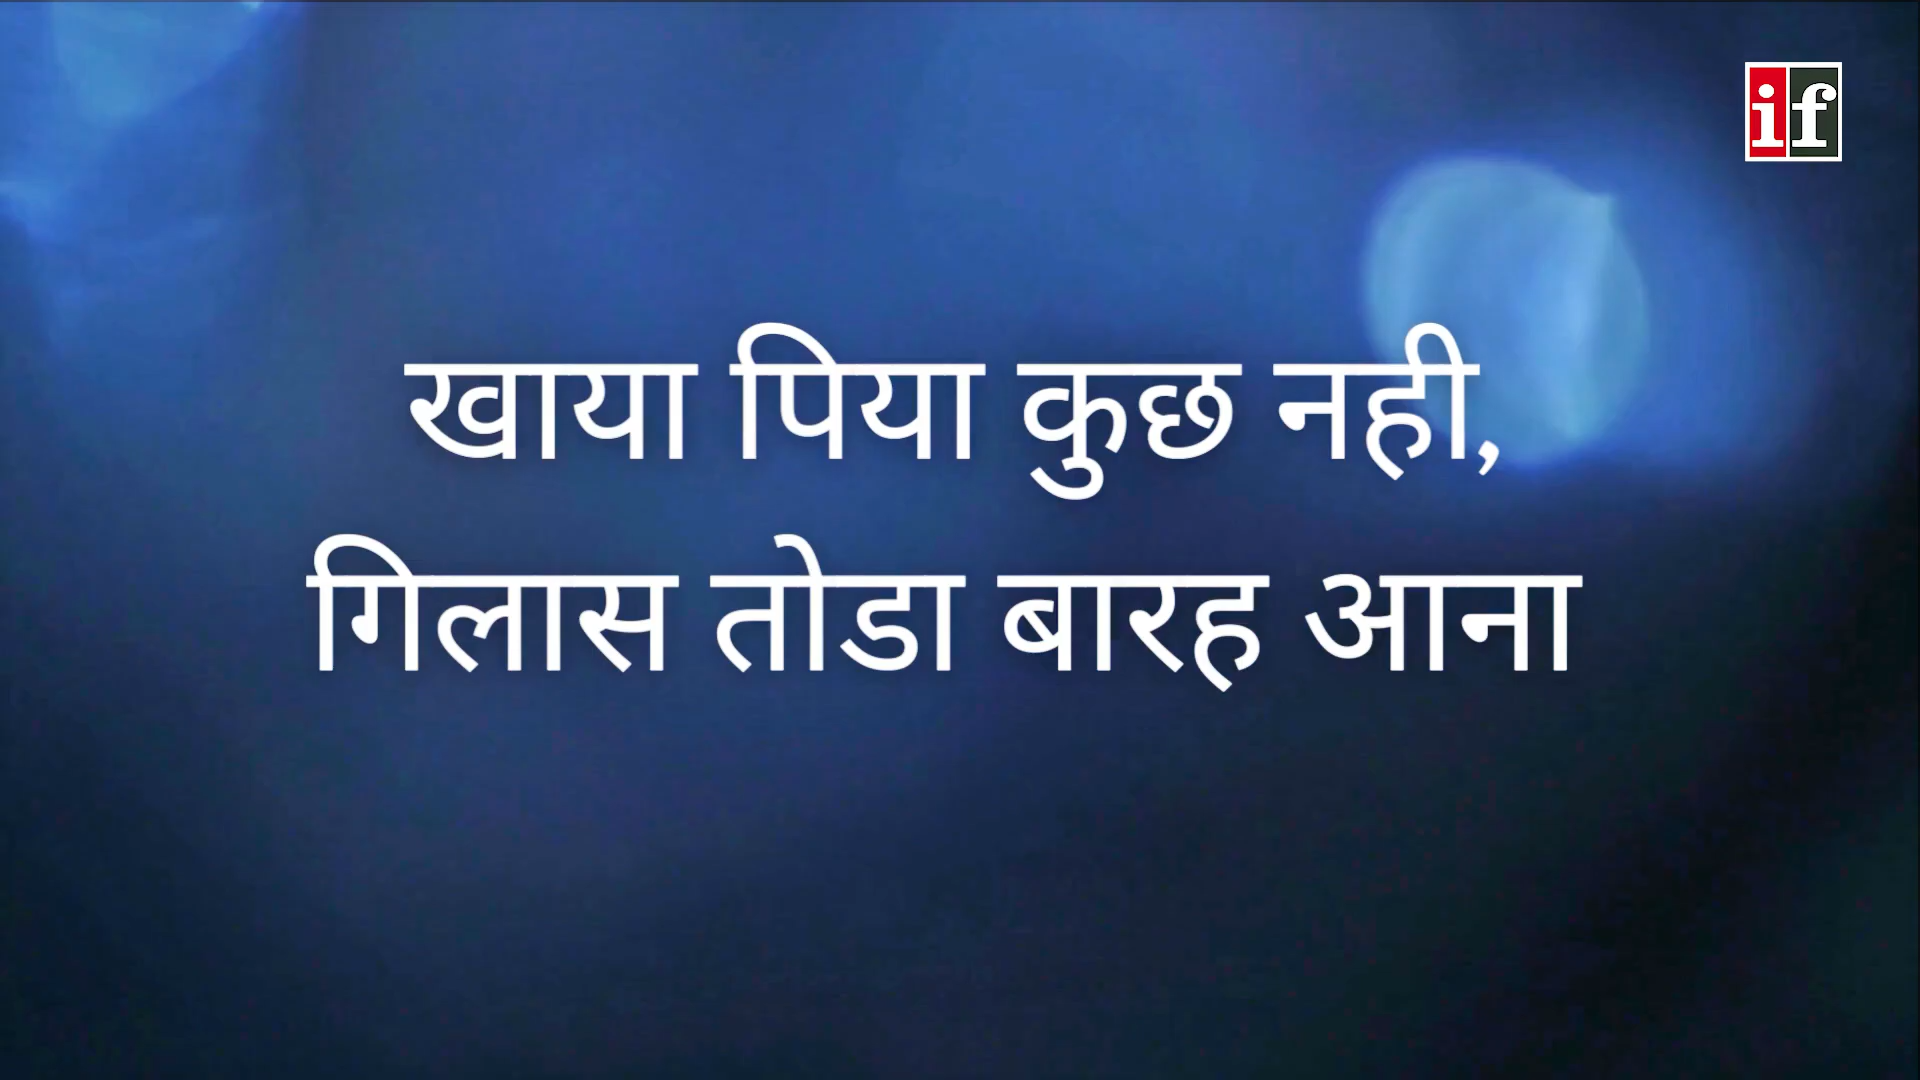 if
खाया पिया कुछ नही,
गिलास तोडा बारह आना